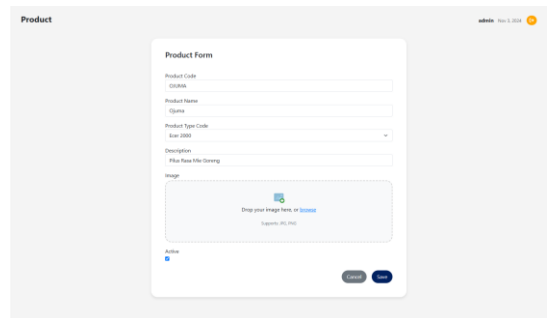 Product
admin Nov 3, 2024
Product Form
Product Code
OJUMA
Product Name
Ojuma
Product Type Code
Ecer 2000
Description
Pilus Rasa Mie Goreng
Image
Drop your image here, or browse
Supports: JPG, PNG
Active
Cancel Save